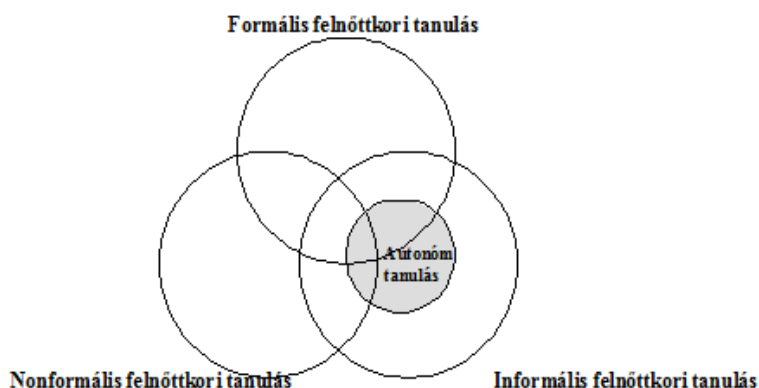 Formális felnőttkori tanulás
Autonóm
tanulás
Nonformális felnőttkori tanulás
Informális felnőttkori tanulás